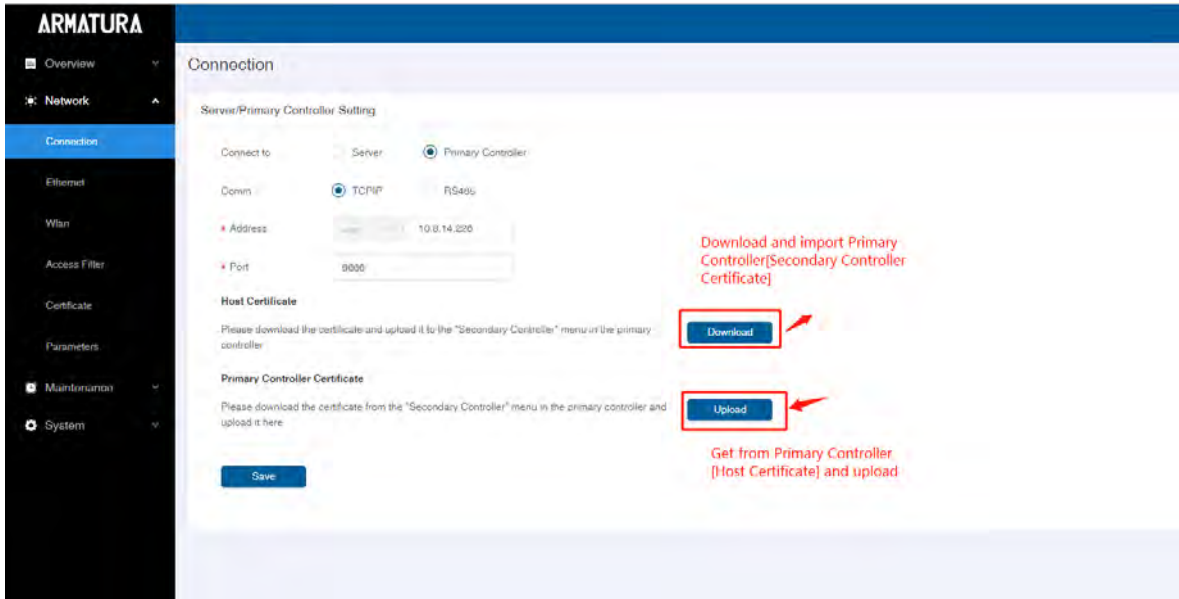 ARMATURA
Overview
Connection
Network
Server/Primary Controller Setting
Connection
Connect to Server Primary Controller
Ethernet
Comm TCPIP RS485
Wlan
* Address 10.8.14.226
Access Filter
* Port 9000
Download and import Primary
Controller[Secondary Controller
Certificate]
Certificate
Host Certificate
Please download the certificate and upload it to the "Secondary Controller" menu in the primary
controller
Download
Parameters
Maintenance
Primary Controller Certificate
Please download the certificate from the "Secondary Controller" menu in the primary controller and
upload it here
Upload
System
Get from Primary Controller
[Host Certificate] and upload
Save